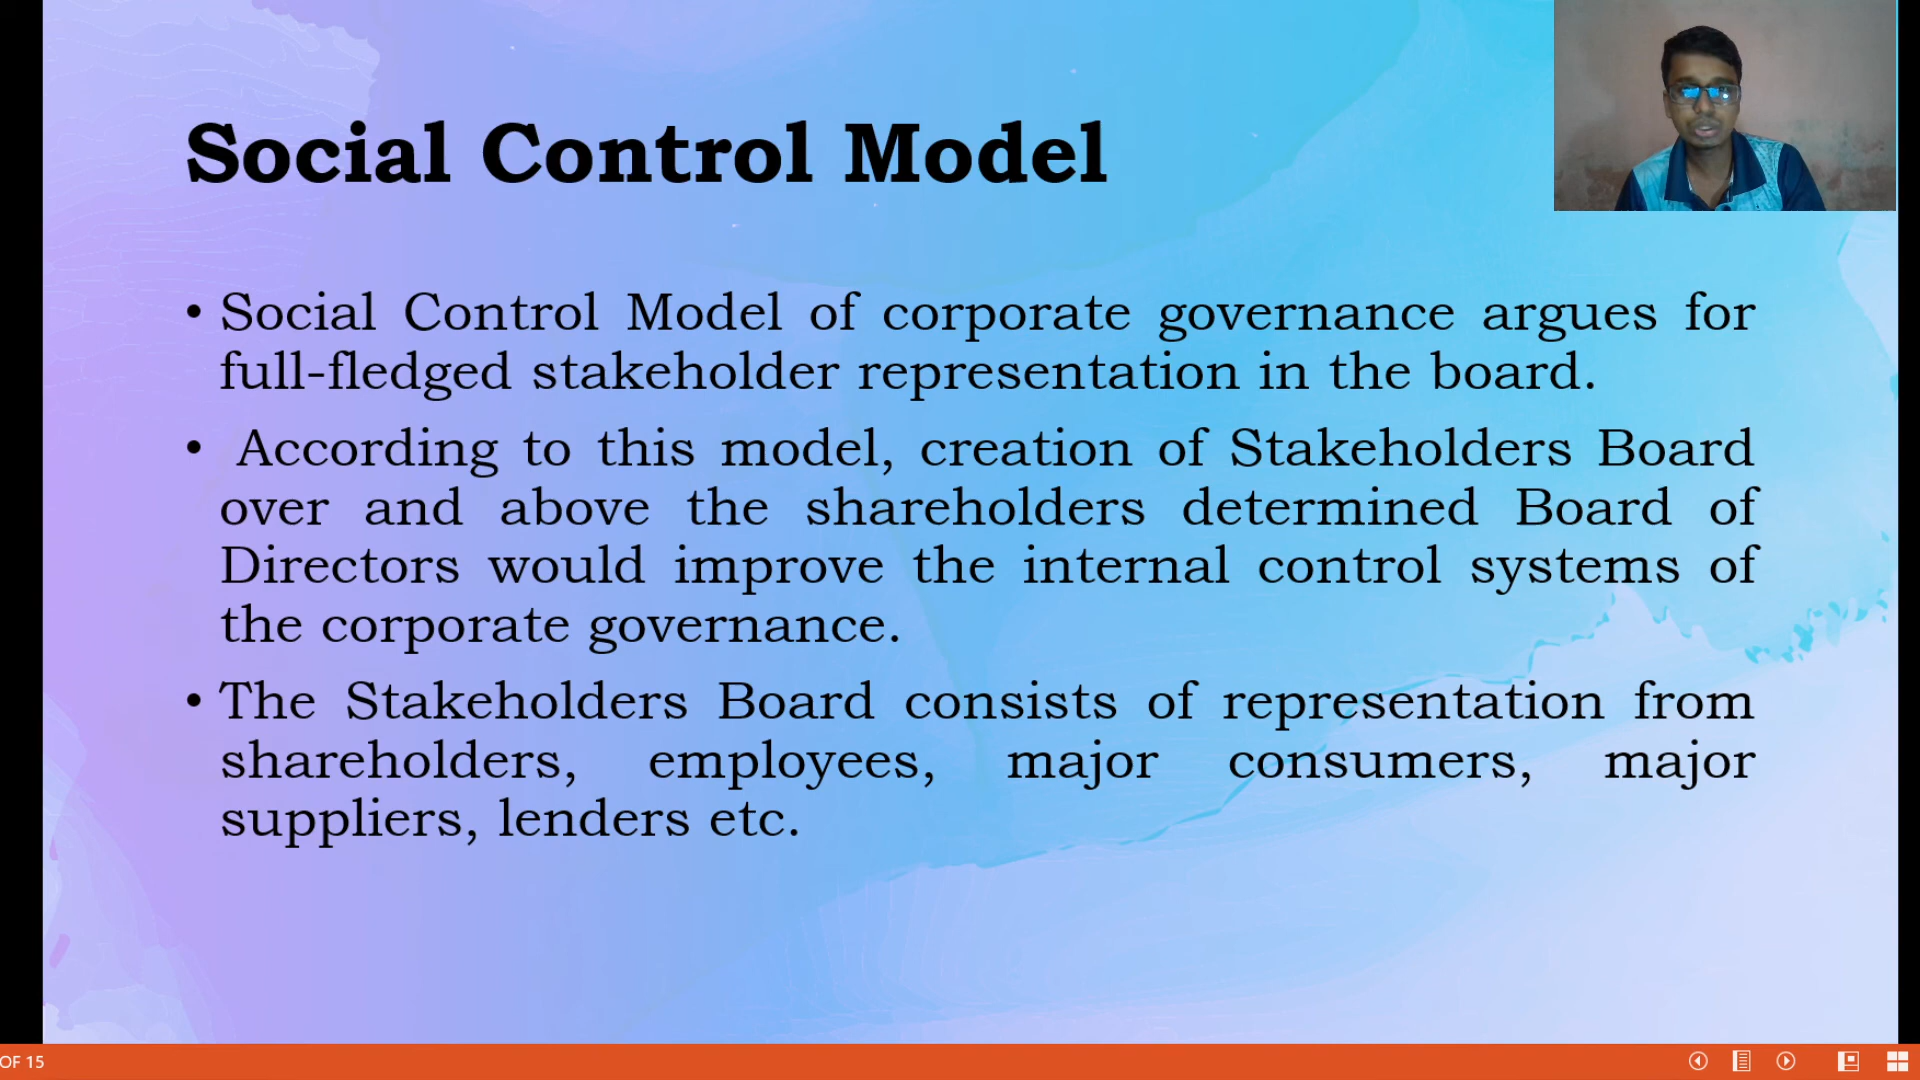 Social Control Model
• Social Control Model of corporate governance argues for
full-fledged stakeholder representation in the board.
• According to this model, creation of Stakeholders Board
over and above the shareholders determined Board of
Directors would improve the internal control systems of
the corporate governance.
• The Stakeholders Board consists of representation from
shareholders, employees, major consumers, major
suppliers, lenders etc.
OF 15